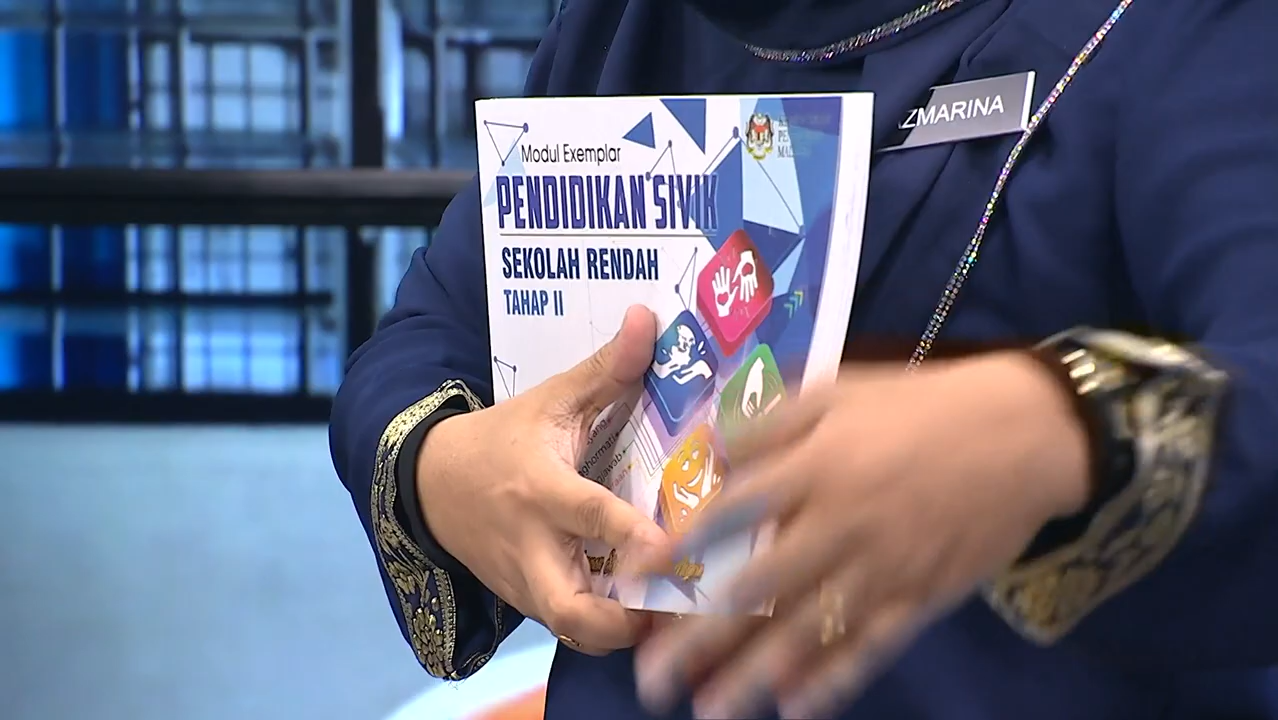 Modul Exemplar
PENDIDIKAN SIVIK
SEKOLAH RENDAH
TAHAP II
ZMARINA